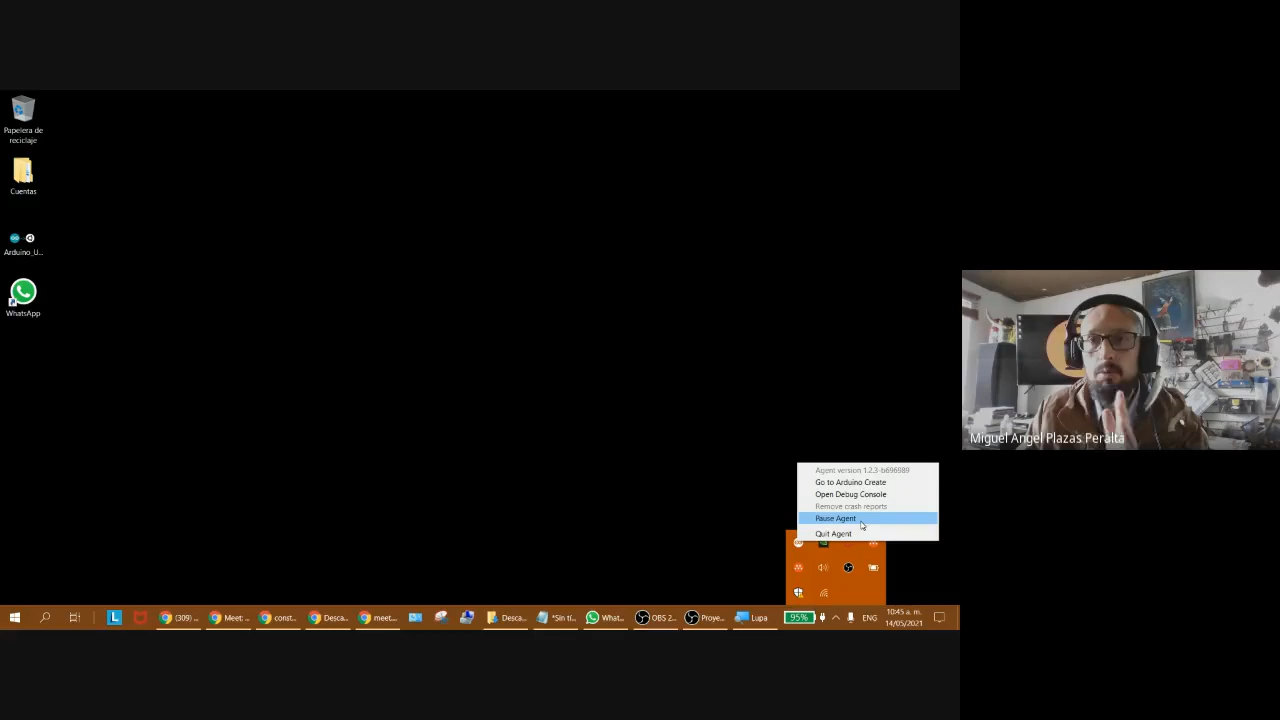 Papelera de
reciclaje
Cuentas
Arduino_U...
WhatsApp
Miguel Angel Plazas Peralta
Agent version 1.2.3-b696989
Go to Arduino Create
Open Debug Console
Remove crash reports
Pause Agent
Quit Agent
L
(309) ...
Meet: ...
const...
Desca...
meet....
Desca...
*Sin tí...
What...
OBS 2...
Proye...
Lupa
95%
ENG
10:45 a. m.
14/05/2021